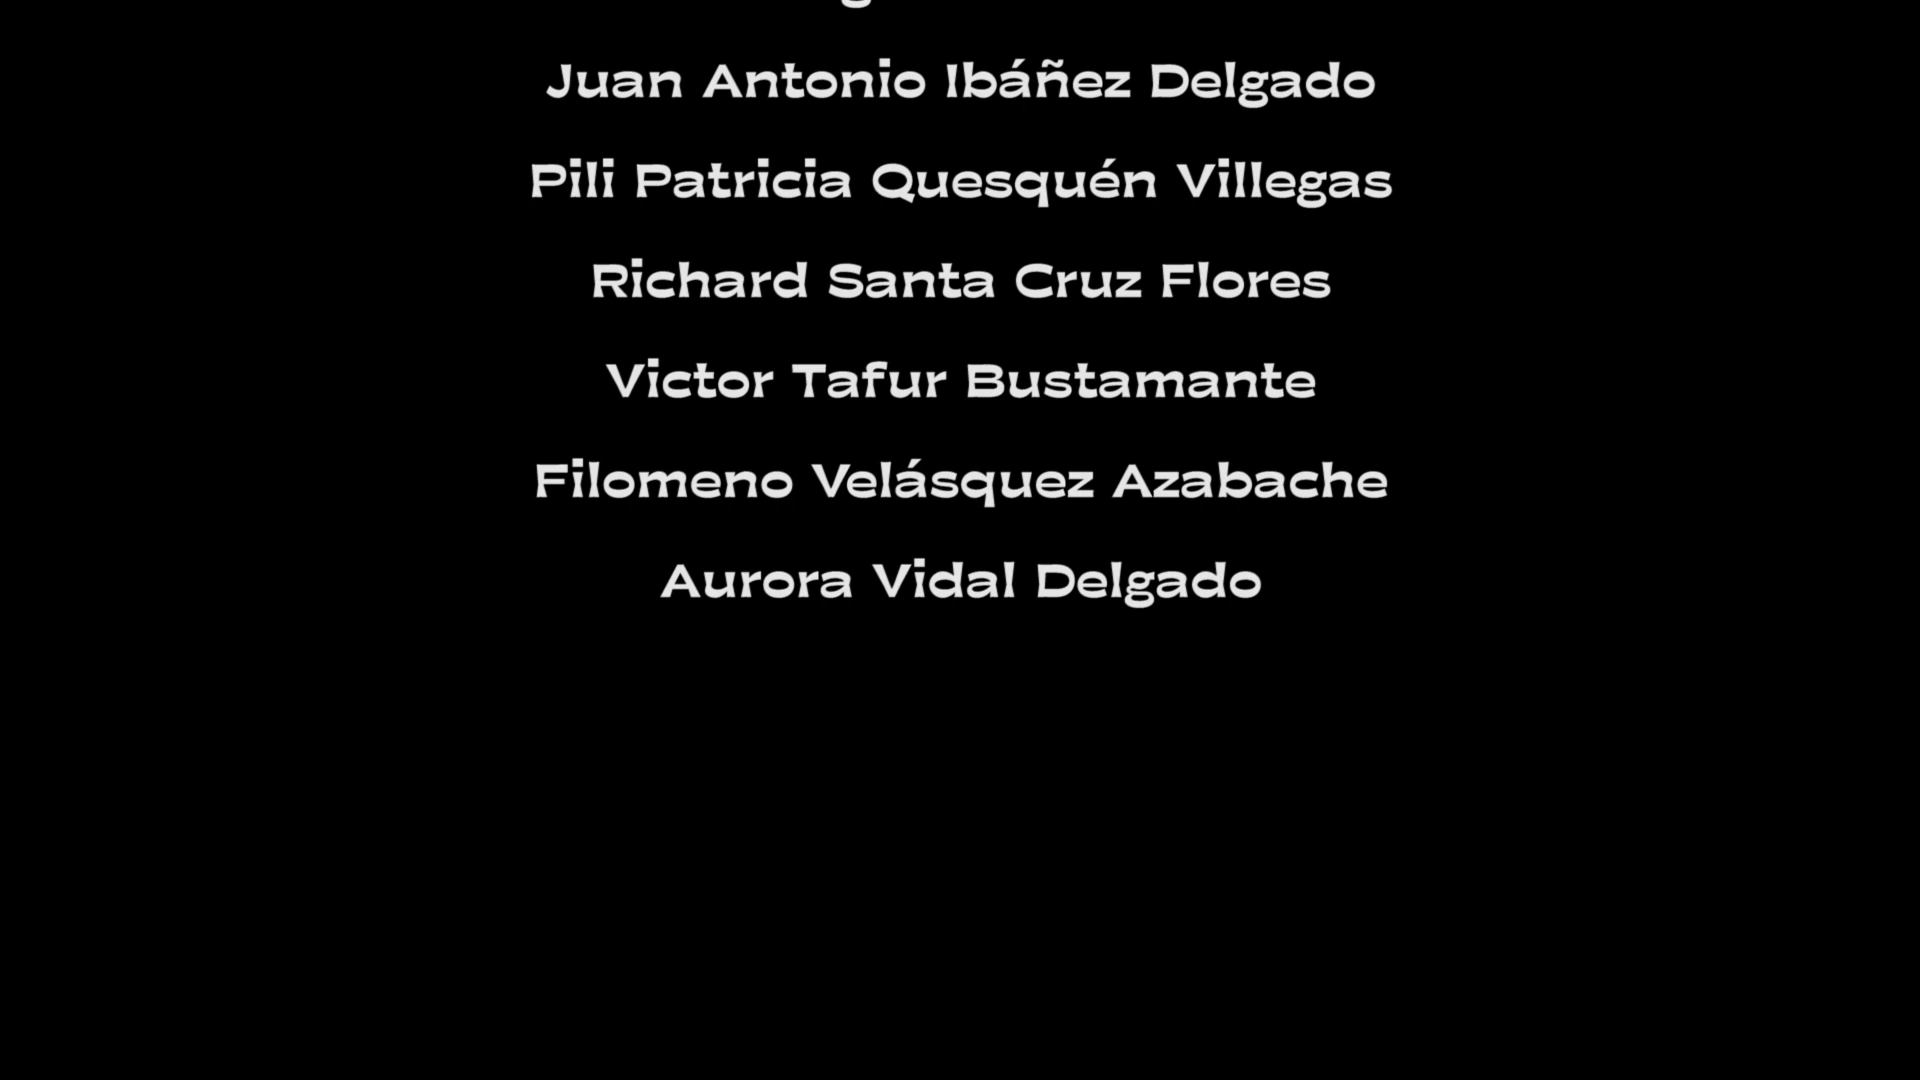 Juan Antonio Ibáñez Delgado
Pili Patricia Quesquén Villegas
Richard Santa Cruz Flores
Victor Tafur Bustamante
Filomeno Velásquez Azabache
Aurora Vidal Delgado